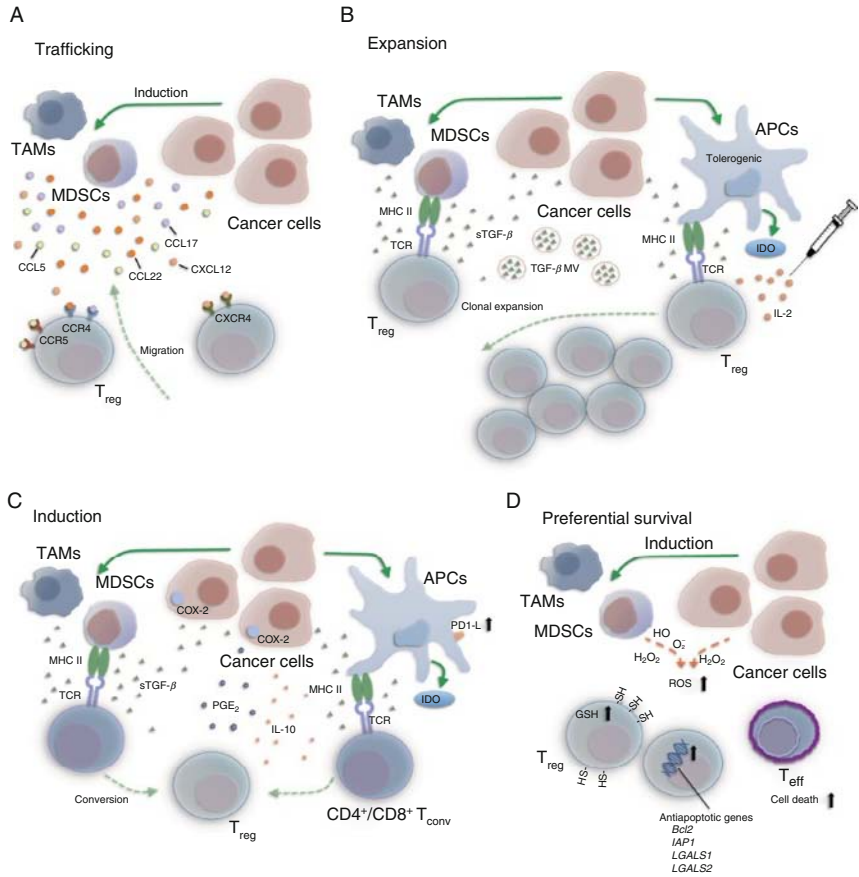 A
Trafficking
Induction
TAMs
MDSCs
Cancer cells
CCL17
CCL5
CCL22
CXCL12
CCR4
CCR5
CXCR4
Migration
Treg
B
Expansion
TAMs
MDSCs
APCs
Tolerogenic
MHC II
Cancer cells
sTGF-β
TCR
MHC II
IDO
TGF-β MV
TCR
Clonal expansion
IL-2
Treg
Treg
C
Induction
TAMs
MDSCs
APCs
COX-2
COX-2
PD1-L
Cancer cells
MHC II
sTGF-β
MHC II
IDO
TCR
PGE2
TCR
IL-10
Conversion
Treg
CD4+/CD8+ Tconv
D
Preferential survival
Induction
TAMs
MDSCs
HO
O2-
H2O2
H2O2
Cancer cells
ROS
-SH
-SH
-SH
GSH
Treg
HS-
HS-
Teff
Cell death
Antiapoptotic genes
Bcl2
IAP1
LGALS1
LGALS2